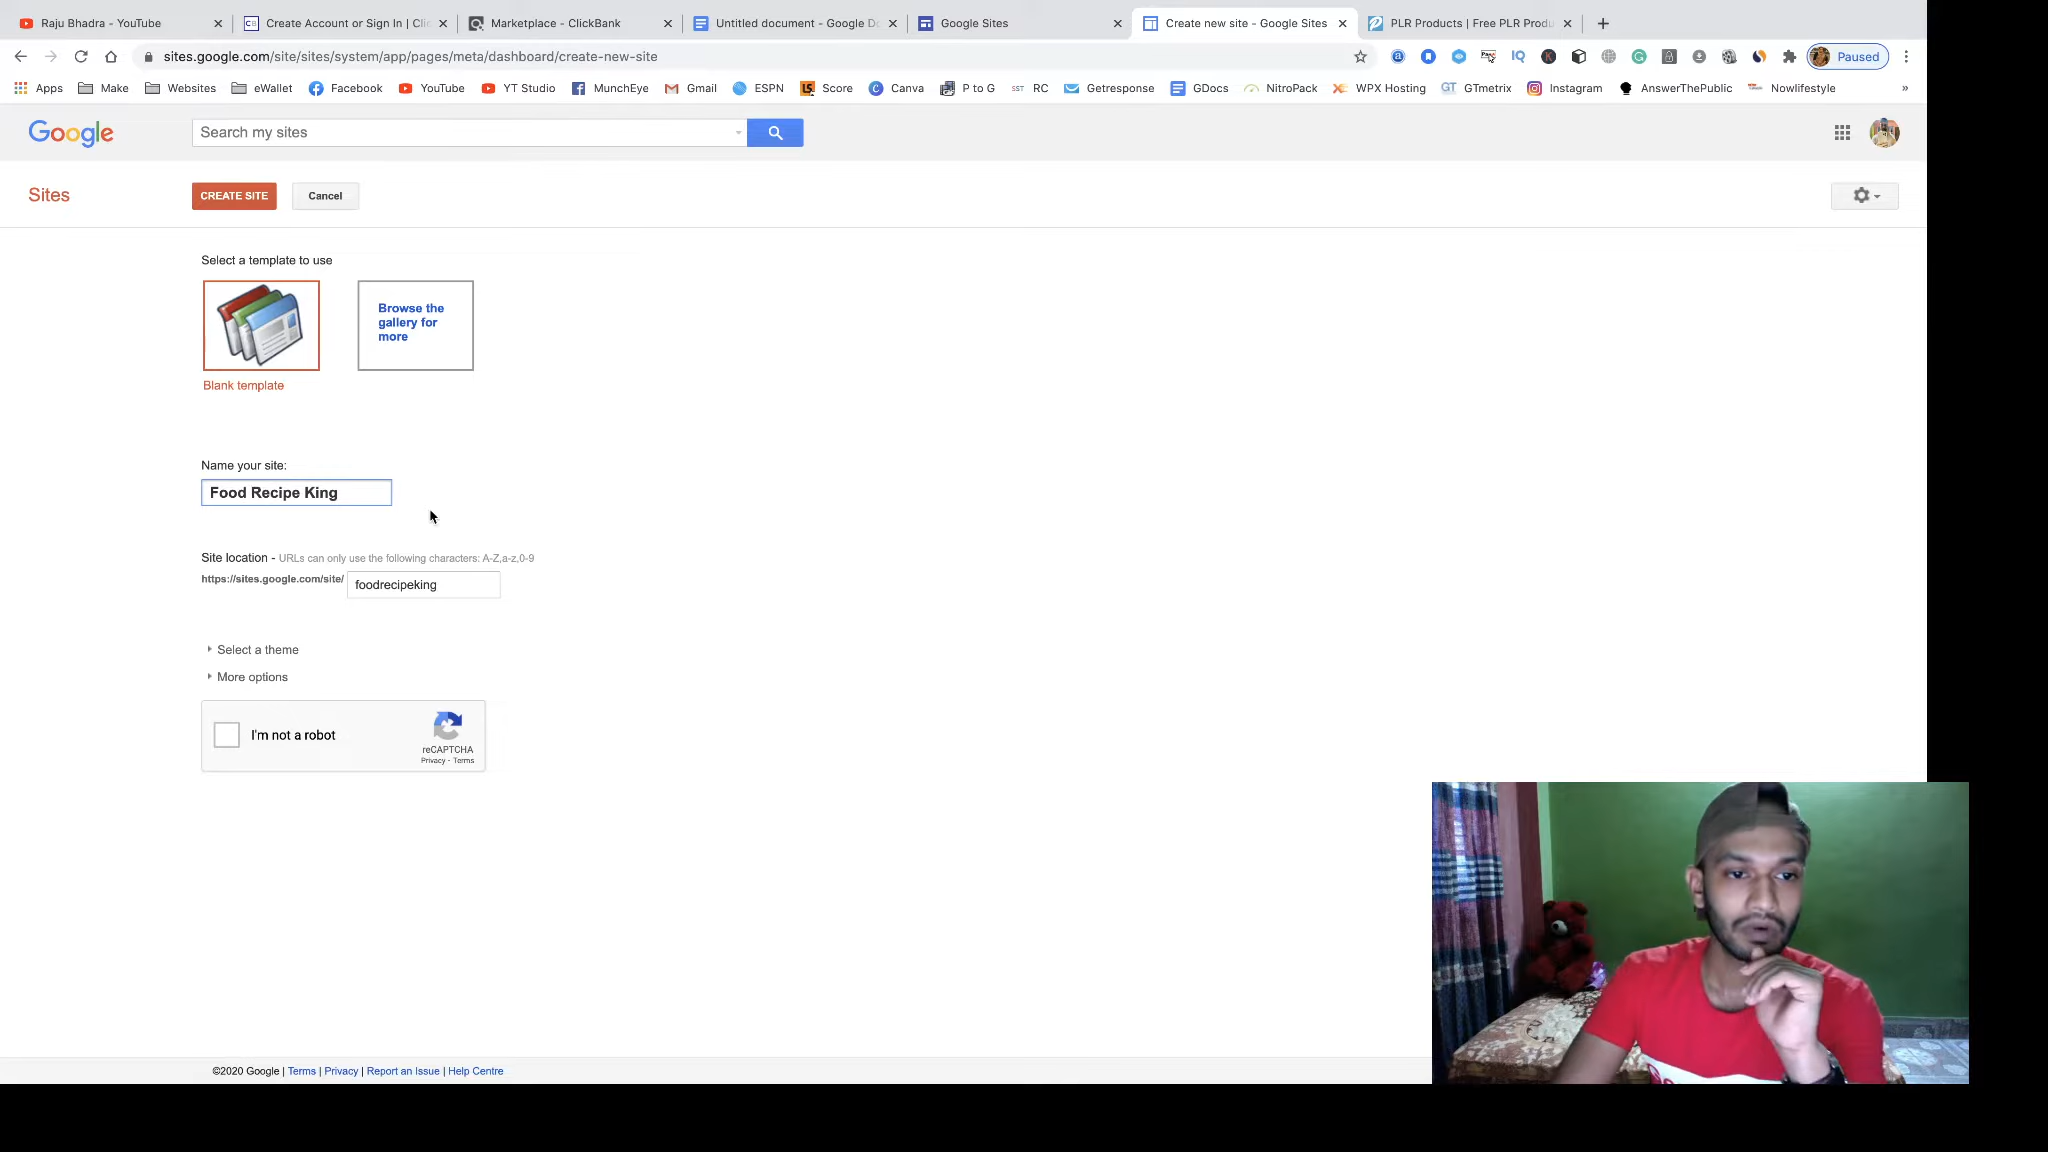 Raju Bhadra - YouTube
Create Account or Sign In | Cli
Marketplace - ClickBank
Untitled document - Google Do
Google Sites
Create new site - Google Sites
PLR Products | Free PLR Produ
sites.google.com/site/sites/system/app/pages/meta/dashboard/create-new-site
Paused
Apps
Make
Websites
eWallet
Facebook
YouTube
YT Studio
MunchEye
Gmail
ESPN
Score
Canva
P to G
RC
Getresponse
GDocs
NitroPack
WPX Hosting
GTmetrix
Instagram
AnswerThePublic
Nowlifestyle
»
Google
Search my sites
Sites
CREATE SITE
Cancel
Select a template to use
Browse the
gallery for
more
Blank template
Name your site:
Food Recipe King
Site location - URLs can only use the following characters: A-Z,a-z,0-9
https://sites.google.com/site/ foodrecipeking
Select a theme
More options
I'm not a robot
reCAPTCHA
Privacy - Terms
©2020 Google | Terms | Privacy | Report an Issue | Help Centre